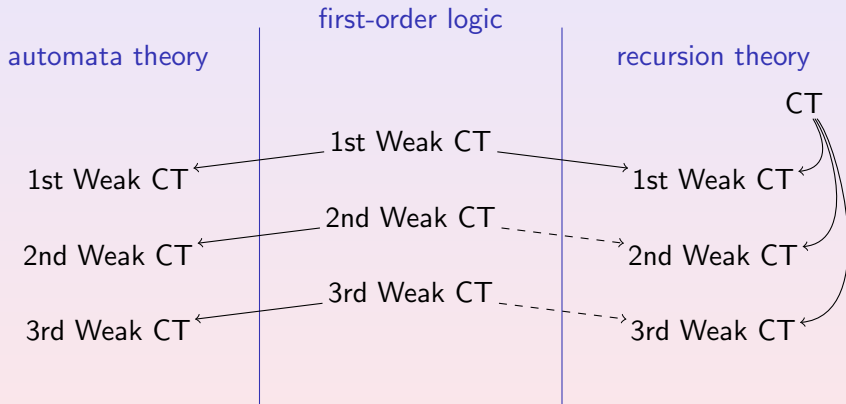 first-order logic
automata theory
recursion theory
CT
1st Weak CT
1st Weak CT
1st Weak CT
2nd Weak CT
2nd Weak CT
2nd Weak CT
3rd Weak CT
3rd Weak CT
3rd Weak CT